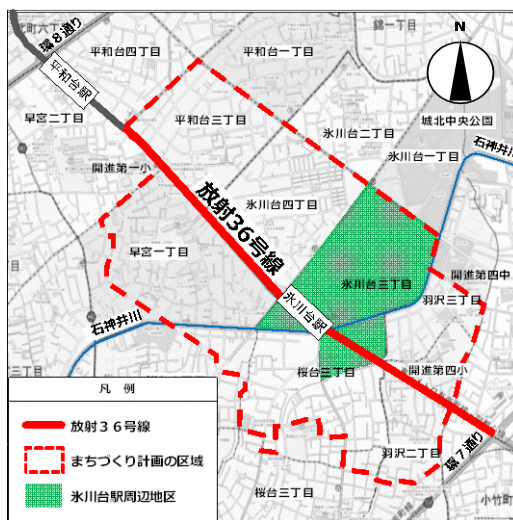 北町六丁目
環８通り
錦一丁目
N
平和台四丁目
平和台一丁目
平和台駅
城北中央公園
早宮二丁目
平和台三丁目
氷川台二丁目
石神井川
氷川台一丁目
開進第一小
放射36号線
氷川台四丁目
早宮一丁目
氷川台三丁目
開進第四中
羽沢三丁目
氷川台駅
石神井川
三丁目
桜台三丁目
開進第四小
凡 例
放射３６号線
まちづくり計画の区域
氷川台駅周辺地区
羽沢二丁目
環７通り
桜台三丁目
小竹町